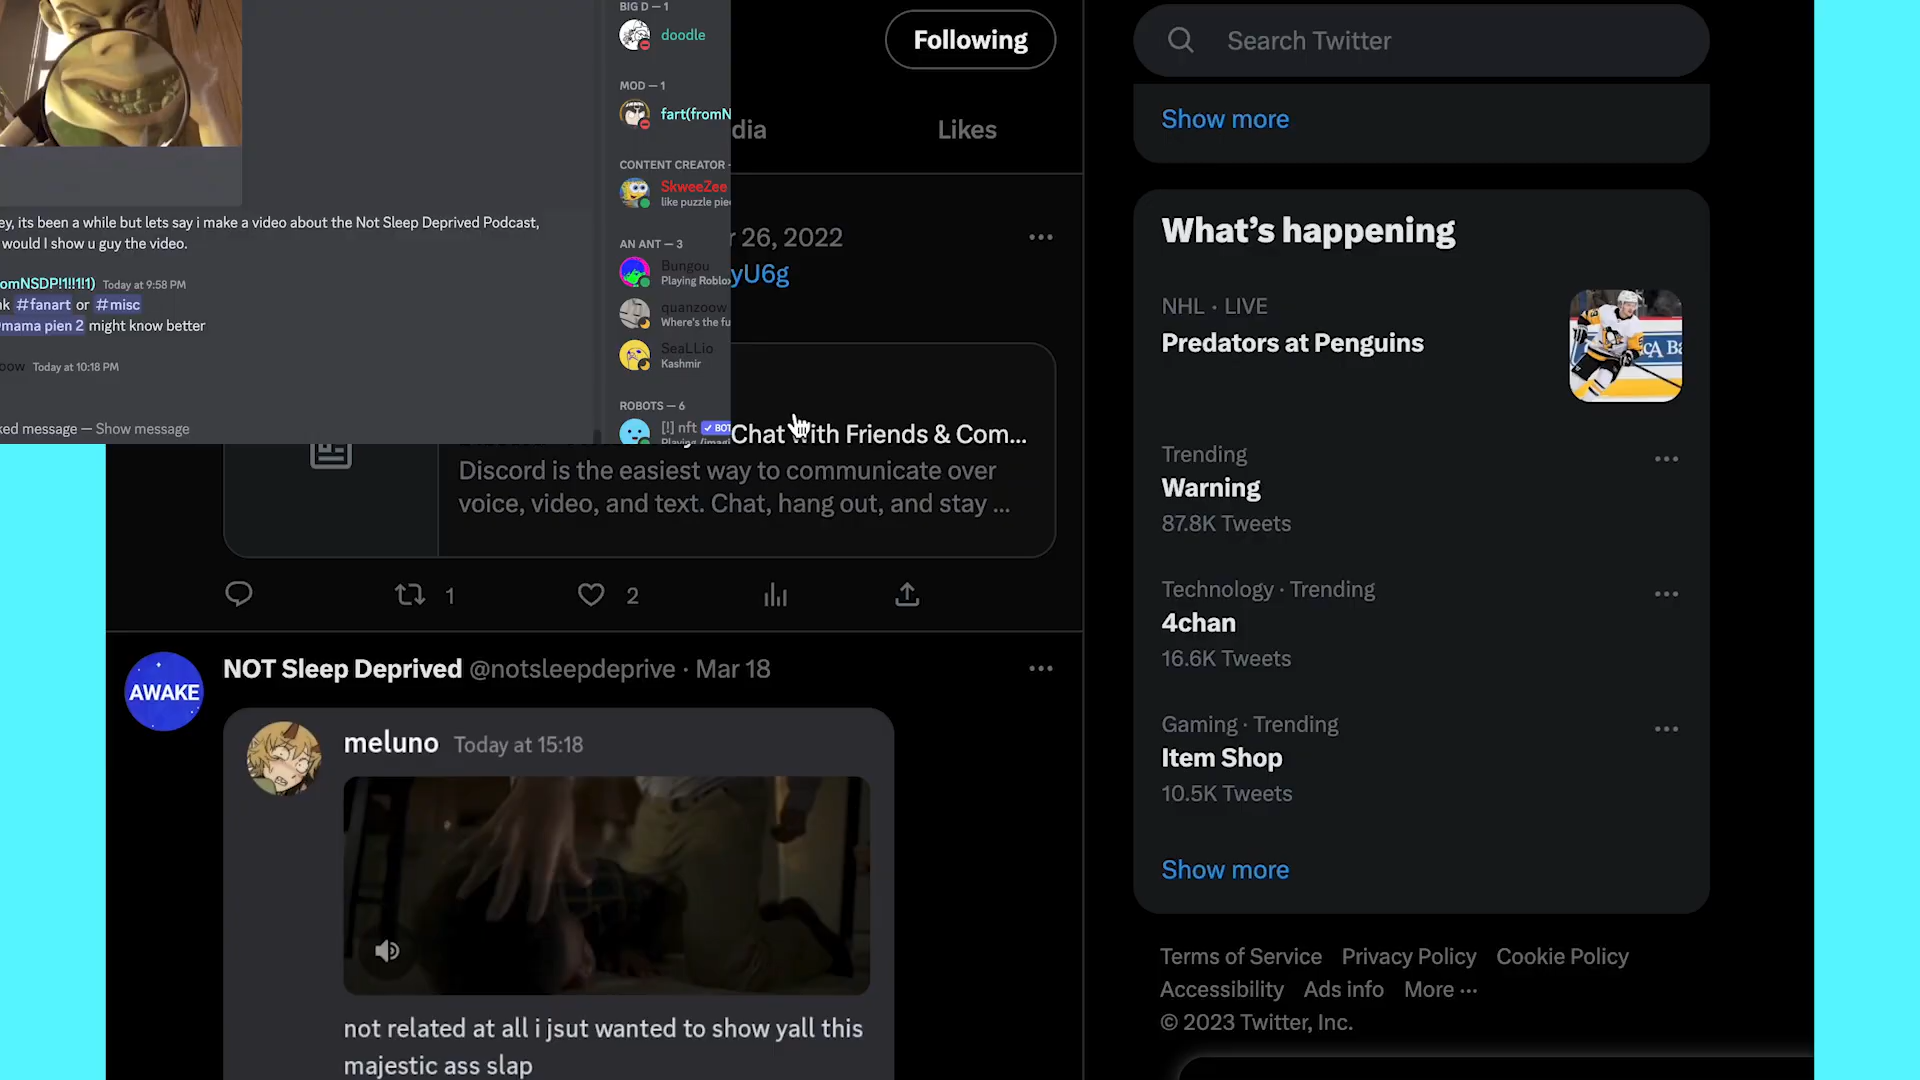 BIG D — 1
doodle
MOD — 1
fart(fromN
CONTENT CREATOR -
SkweeZee
like puzzle pie
AN ANT — 3
Bungou
Playing Roblo
quanzoow
Where's the fu
SeaLLio
Kashmir
ROBOTS — 6
[!] nft ✓ BOT
Playing /imagi
ey, its been a while but lets say i make a video about the Not Sleep Deprived Podcast,
would I show u guy the video.
omNSDP!1!!1!1) Today at 9:58 PM
nk #fanart or #misc
@mama pien 2 might know better
oow Today at 10:18 PM
ked message — Show message
Following
dia
Likes
r 26, 2022
yU6g
Chat with Friends & Com...
Discord is the easiest way to communicate over
voice, video, and text. Chat, hang out, and stay ...
1
2
AWAKE
NOT Sleep Deprived @notsleepdeprive · Mar 18
meluno Today at 15:18
not related at all i jsut wanted to show yall this
majestic ass slap
Search Twitter
Show more
What's happening
NHL · LIVE
Predators at Penguins
Trending
Warning
87.8K Tweets
Technology · Trending
4chan
16.6K Tweets
Gaming · Trending
Item Shop
10.5K Tweets
Show more
Terms of Service Privacy Policy Cookie Policy
Accessibility Ads info More ...
© 2023 Twitter, Inc.